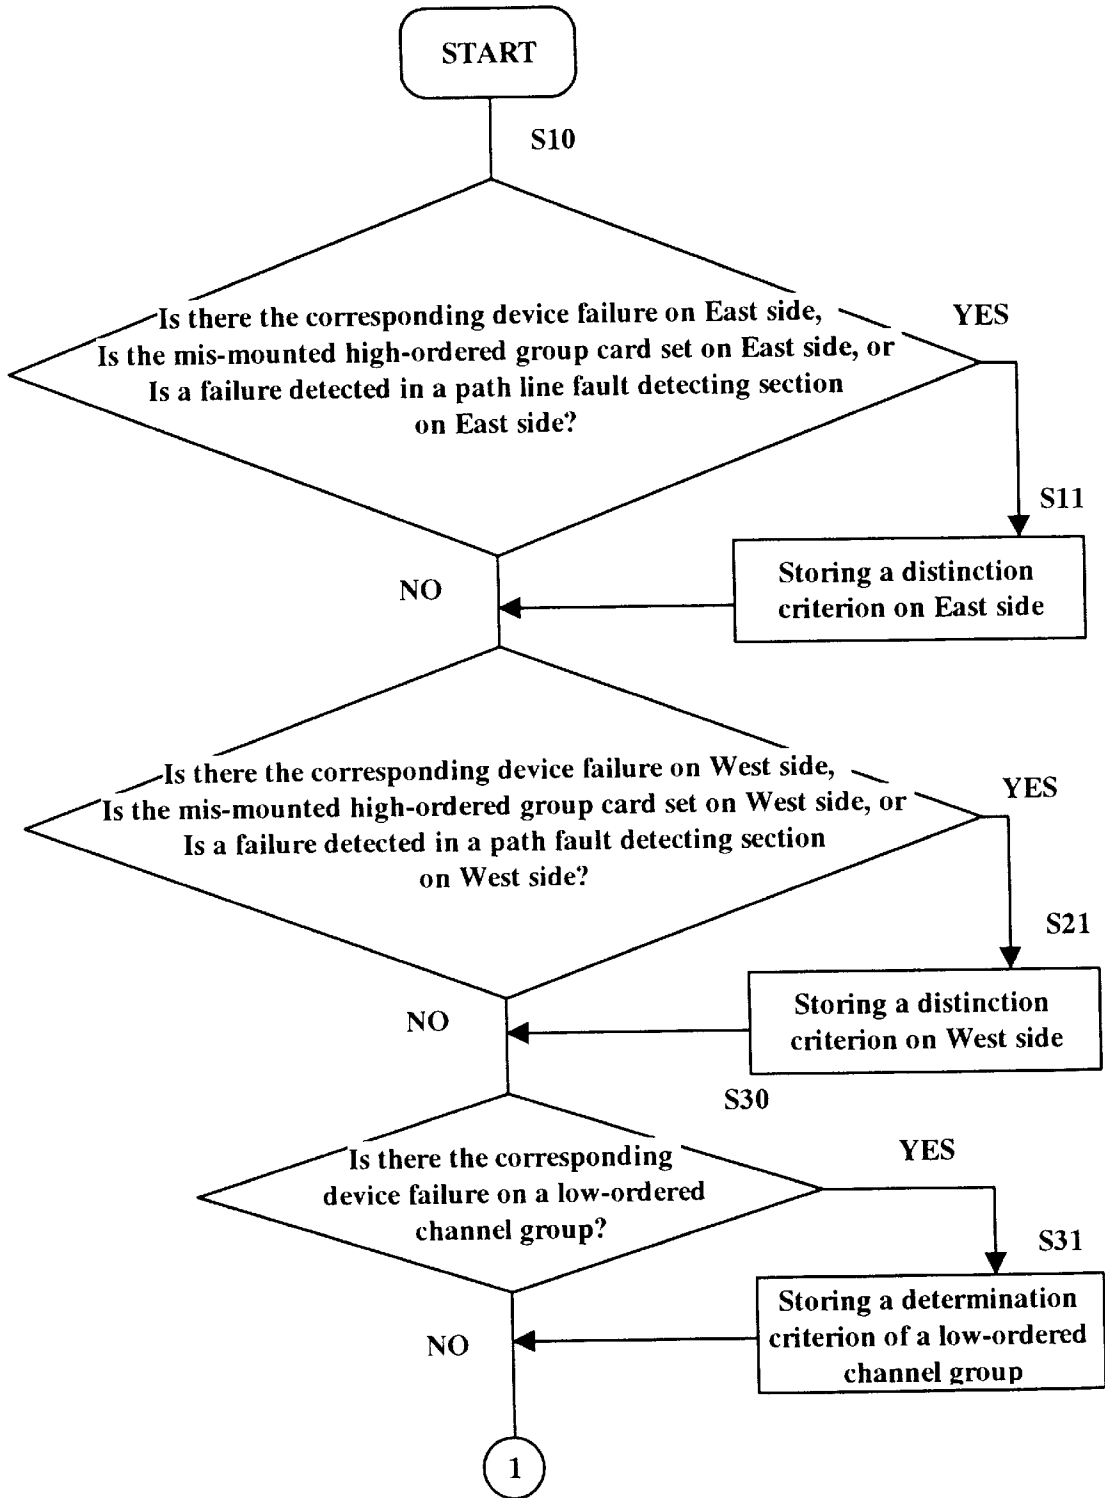 START
S10
Is there the corresponding device failure on East side,
Is the mis-mounted high-ordered group card set on East side, or
Is a failure detected in a path line fault detecting section
on East side?
YES
S11
Storing a distinction
criterion on East side
NO
Is there the corresponding device failure on West side,
Is the mis-mounted high-ordered group card set on West side, or
Is a failure detected in a path fault detecting section
on West side?
YES
S21
Storing a distinction
criterion on West side
NO
S30
Is there the corresponding
device failure on a low-ordered
channel group?
YES
S31
Storing a determination
criterion of a low-ordered
channel group
NO
1